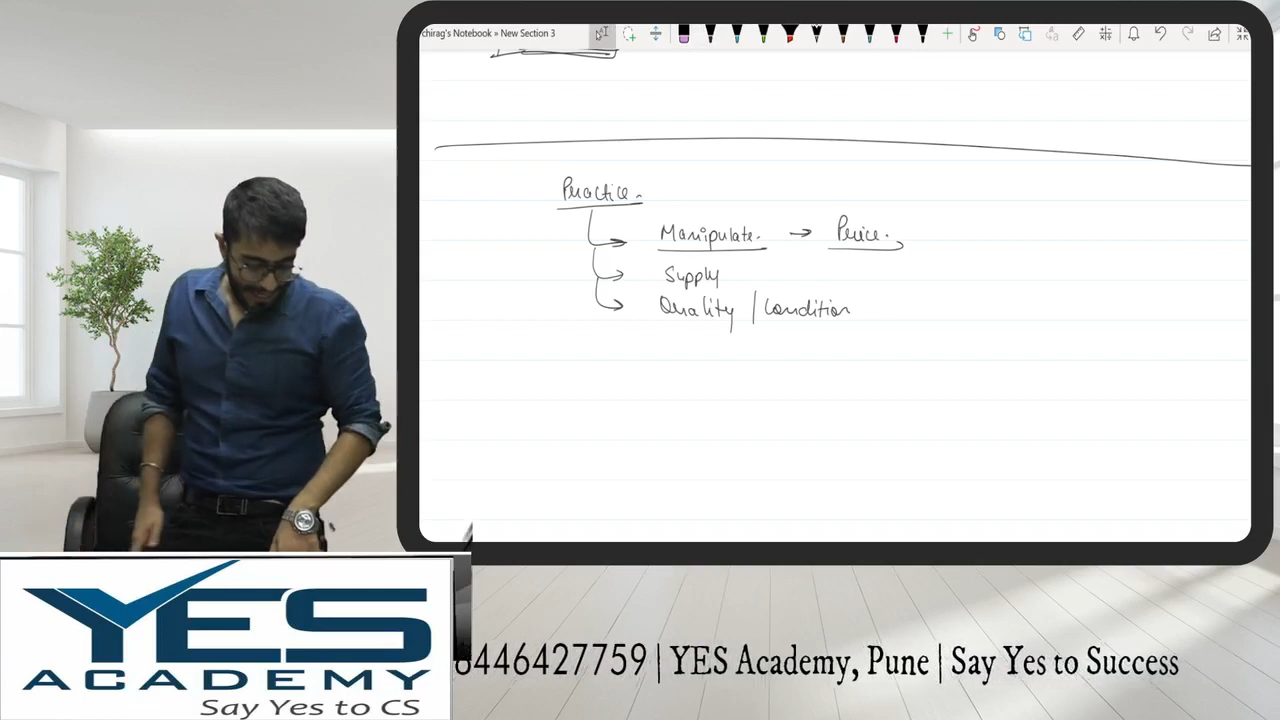 chirag's Notebook » New Section 3
Practice.
Manipulate. → Price.
Supply
Quality / Condition
YES
ACADEMY
Say Yes to CS
8446427759 | YES Academy, Pune | Say Yes to Success